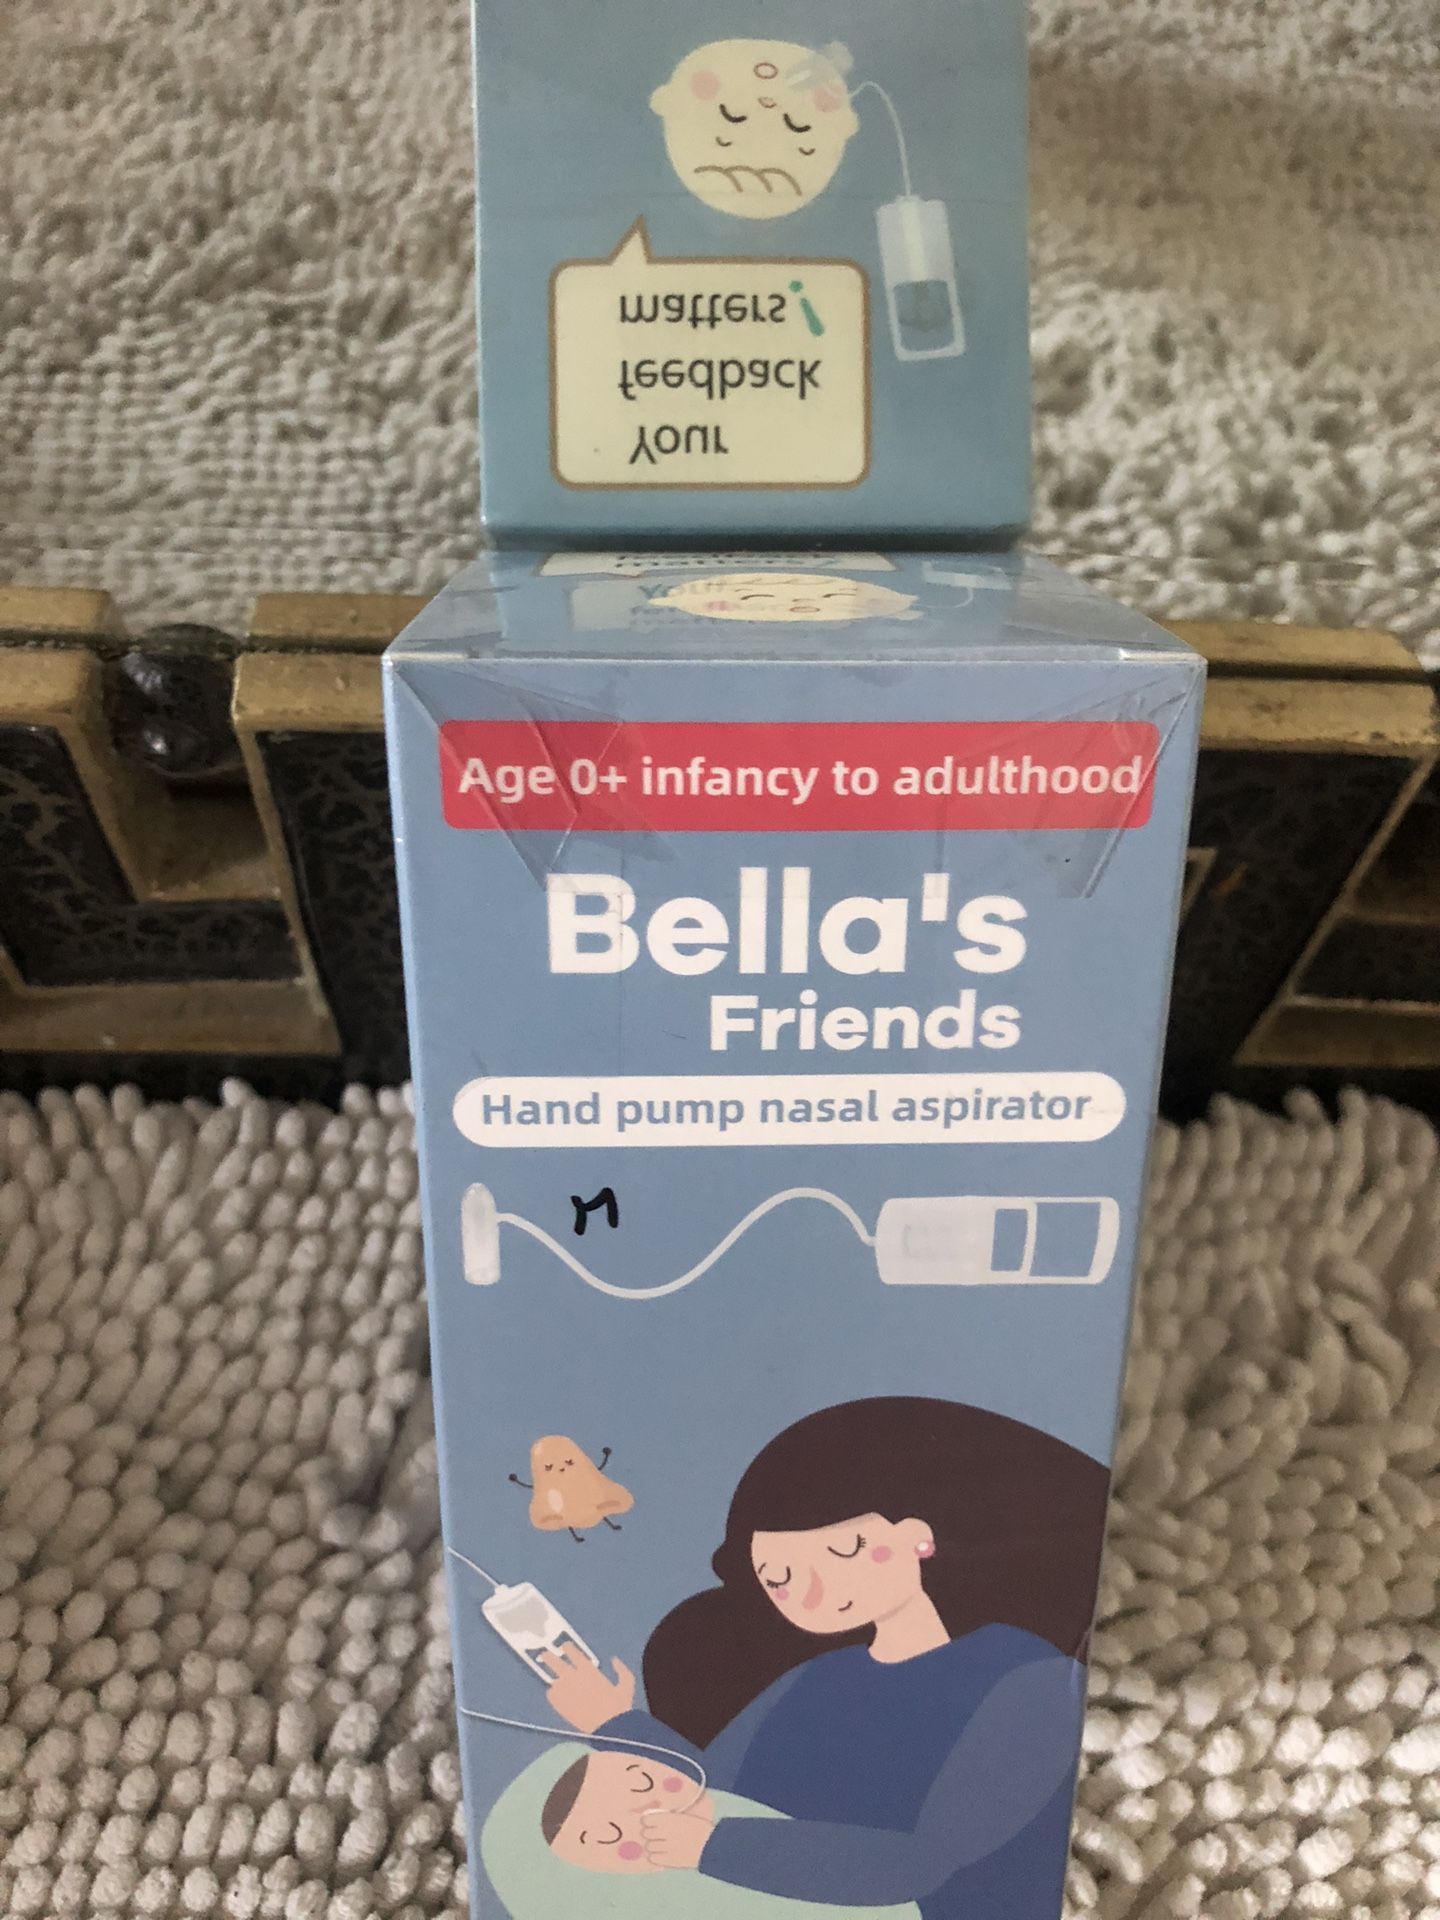 Your
feedback
matters!
Age 0+ infancy to adulthood
Bella's
Friends
Hand pump nasal aspirator
M